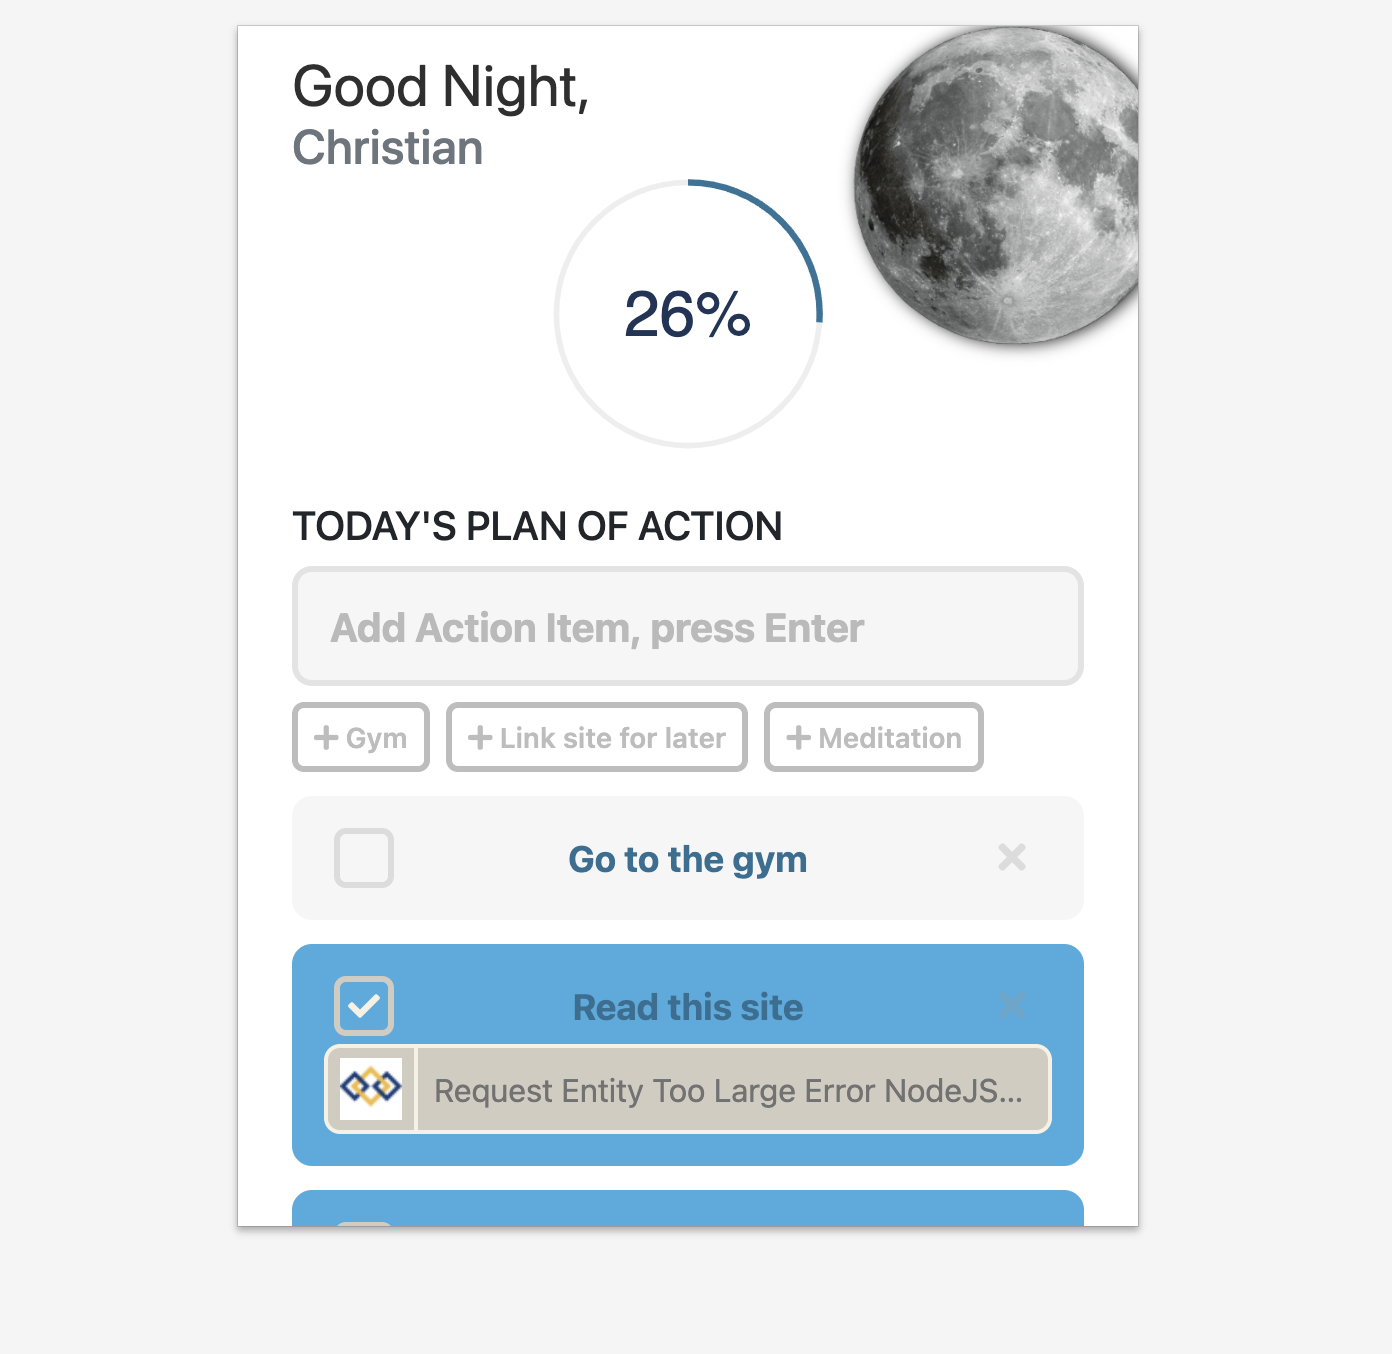 Good Night,
Christian
26%
TODAY'S PLAN OF ACTION
Add Action Item, press Enter
Gym
Link site for later
Meditation
Go to the gym
Read this site
Request Entity Too Large Error NodeJS...